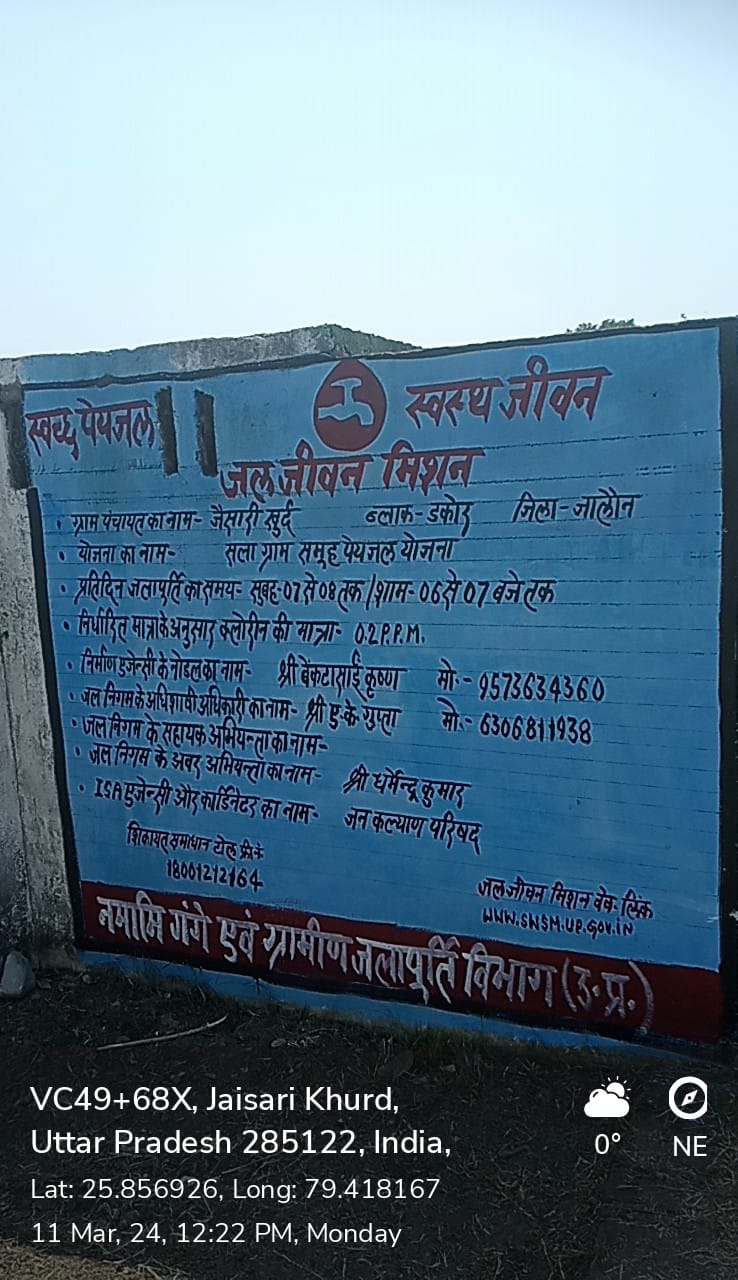 स्वच्छ पेयजल स्वस्थ जीवन
जल जीवन मिशन
• ग्राम पंचायत का नाम- जैसारी खुर्द ब्लाक-डकोर जिला-जालौन
• योजना का नाम- सला ग्राम समूह पेयजल योजना
• प्रतिदिन जलापूर्ति का समय- सुबह-07 से 08 तक/शाम-06 से 07 बजे तक
• निर्धारित मात्रा के अनुसार क्लोरीन की मात्रा- 0.2 P.P.M.
• निर्माण एजेन्सी के नोडल का नाम- श्री बेंकटासाई कृष्ण मो.- 9573634360
• जल निगम के अधिशाषी अधिकारी का नाम- श्री ए.के. गुप्ता मो.- 6306811938
• जल निगम के सहायक अभियन्ता का नाम-
• जल निगम के अवर अभियन्ता का नाम- श्री धर्मेन्द्र कुमार
• ISA एजेन्सी और कार्डिनेटर का नाम- जन कल्याण परिषद
शिकायत समाधान टोल फ्री नं.
18001212164
जल जीवन मिशन वेब लिंक
WWW.SWSM.UP.GOV.IN
नमामि गंगे एवं ग्रामीण जलापूर्ति विभाग (उ.प्र.)
VC49+68X, Jaisari Khurd,
Uttar Pradesh 285122, India,
Lat: 25.856926, Long: 79.418167
11 Mar, 24, 12:22 PM, Monday
0°
NE